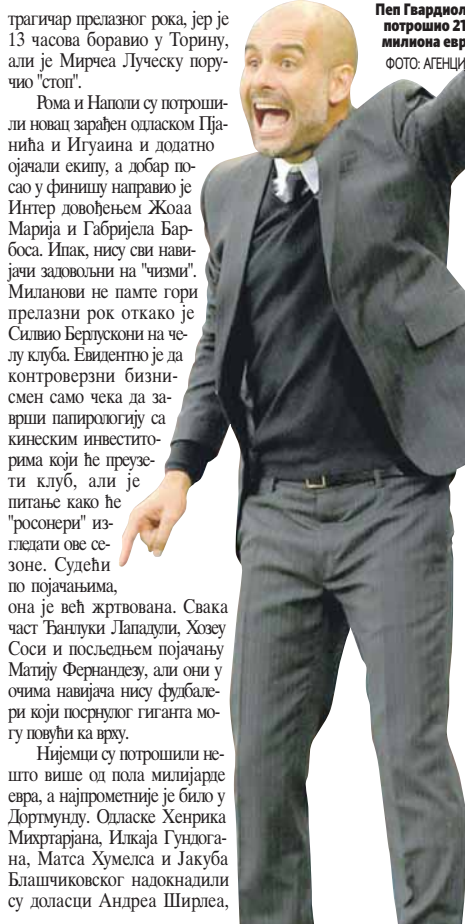 трагичар прелазног рока, јер је
13 часова боравио у Торину,
али је Мирчеа Луческу пору-
чио "стоп".
Рома и Наполи су потроши-
ли новац зарађен одласком Пја-
нића и Игуаина и додатно
ојачали екипу, а добар по-
сао у финишу направио је
Интер довођењем Жоаа
Марија и Габријела Бар-
боса. Ипак, нису сви нави-
јачи задовољни на "чизми".
Миланови не памте гори
прелазни рок откако је
Силвио Берлускони на че-
лу клуба. Евидентно је да
контроверзни бизни-
смен само чека да за-
врши папирологију са
кинеским инвестито-
рима који ће преузе-
ти клуб, али је
питање како ће
"росонери" из-
гледати ове се-
зоне. Судећи
по појачањима,
она је већ жртвована. Свака
част Ђанлуки Лападули, Хозеу
Соси и посљедњем појачању
Матију Фернандезу, али они у
очима навијача нису фудбале-
ри који посрнулог гиганта мо-
гу повући ка врху.
Нијемци су потрошили не-
што више од пола милијарде
евра, а најпрометније је било у
Дортмунду. Одласке Хенрика
Михртарјана, Илкаја Гундога-
на, Матса Хумелса и Јакуба
Блашчиковског надокнадили
су доласци Андреа Ширлеа,
Пеп Гвардиол
потрошио 21
милиона евр
ФОТО: АГЕНЦИ